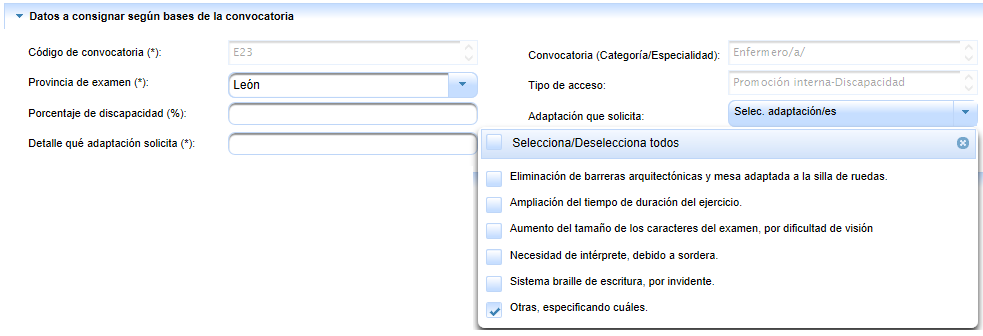 Datos a consignar según bases de la convocatoria
Código de convocatoria (*):
E23
Convocatoria (Categoría/Especialidad):
Enfermero/a/
Provincia de examen (*):
León
Tipo de acceso:
Promoción interna-Discapacidad
Porcentaje de discapacidad (%):
Adaptación que solicita:
Selec. adaptación/es
Detalle qué adaptación solicita (*):
Selecciona/Deselecciona todos
Eliminación de barreras arquitectónicas y mesa adaptada a la silla de ruedas.
Ampliación del tiempo de duración del ejercicio.
Aumento del tamaño de los caracteres del examen, por dificultad de visión
Necesidad de intérprete, debido a sordera.
Sistema braille de escritura, por invidente.
Otras, especificando cuáles.